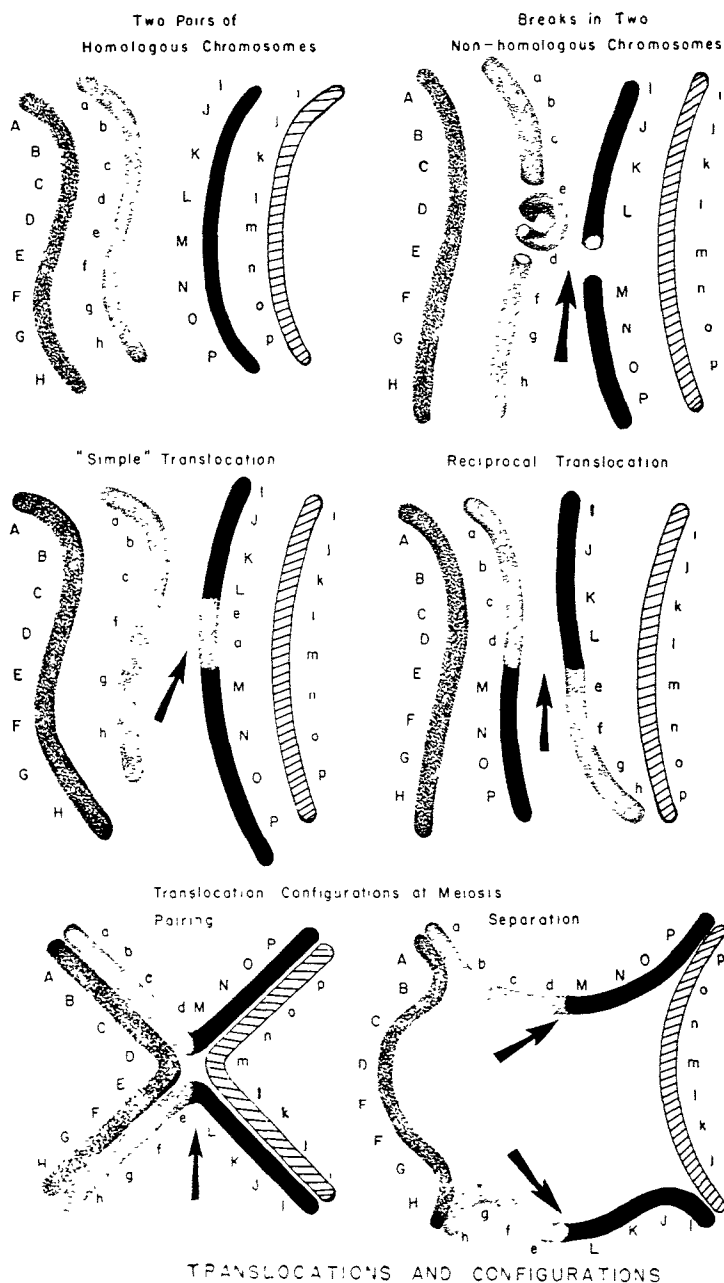 Two Pairs of
Homologous Chromosomes
A
B
C
D
E
F
G
H
a
b
c
d
e
f
g
h
I
J
K
L
M
N
O
P
i
j
k
l
m
n
o
p
Breaks in Two
Non-homologous Chromosomes
A
B
C
D
E
F
G
H
a
b
c
e
d
f
g
h
I
J
K
L
M
N
O
P
i
j
k
l
m
n
o
p
"Simple" Translocation
A
B
C
D
E
F
G
H
a
b
c
f
g
h
I
J
K
L
e
a
M
N
O
P
i
j
k
l
m
n
o
p
Reciprocal Translocation
A
B
C
D
E
F
G
H
a
b
c
d
M
N
O
P
I
J
K
L
e
f
g
h
i
j
k
l
m
n
o
p
Translocation Configurations at Meiosis
Pairing
a
b
c
d
M
N
O
P
A
B
C
D
E
F
G
H
p
o
n
m
l
k
j
i
h
g
f
e
L
K
J
I
Separation
a
b
c
d
M
N
O
P
A
B
C
D
F
F
G
H
p
o
n
m
l
k
j
i
h
g
f
e
L
K
J
I
TRANSLOCATIONS AND CONFIGURATIONS